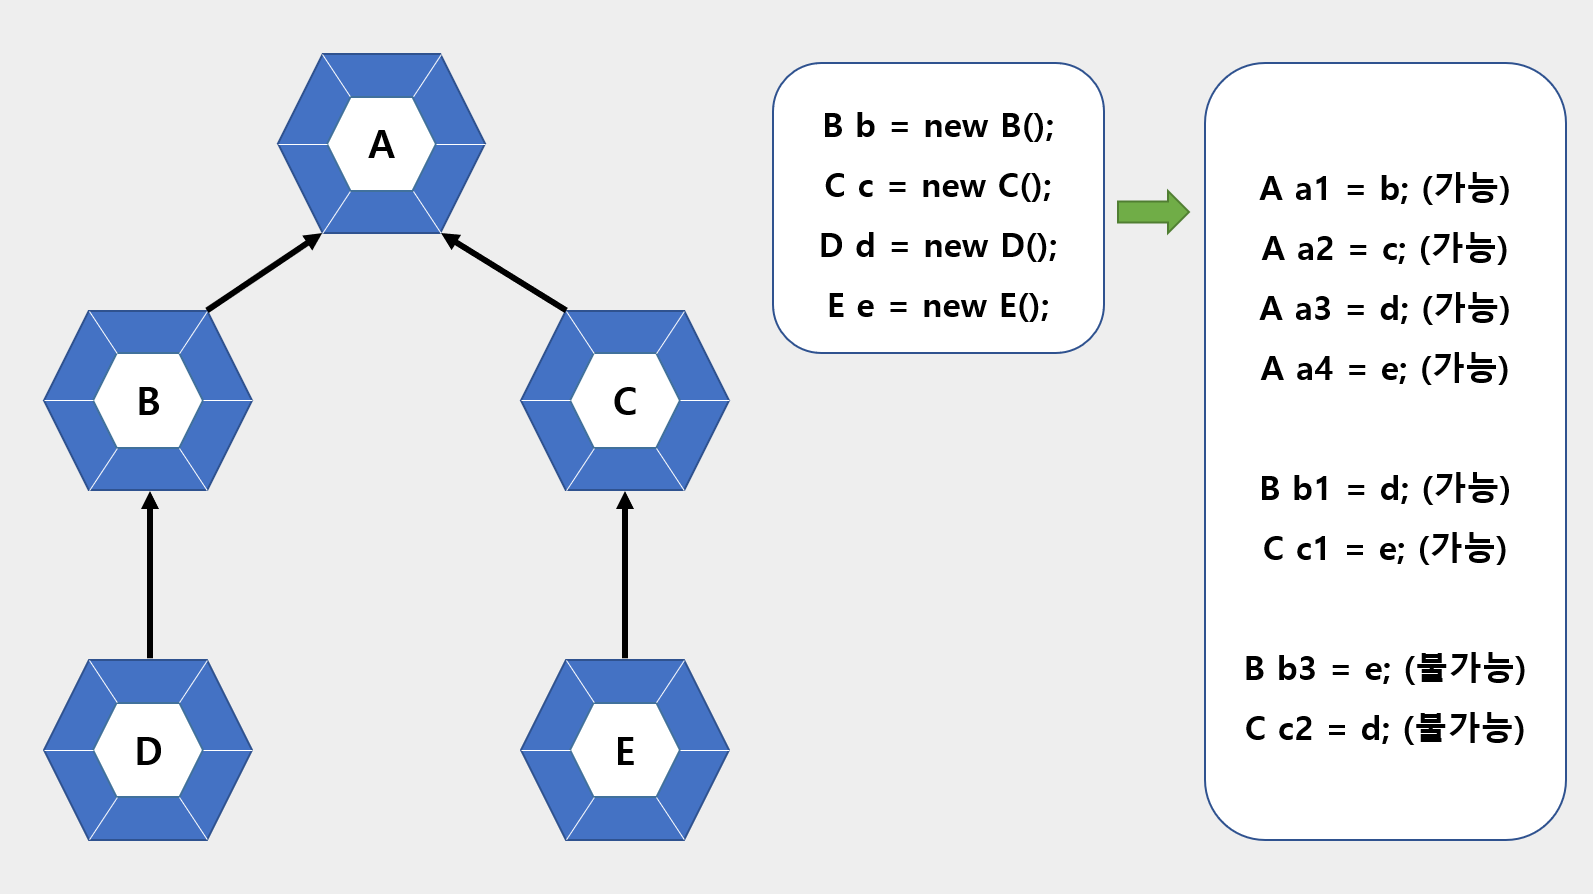 A
B
C
D
E
B b = new B();
C c = new C();
D d = new D();
E e = new E();
A a1 = b; (가능)
A a2 = c; (가능)
A a3 = d; (가능)
A a4 = e; (가능)
B b1 = d; (가능)
C c1 = e; (가능)
B b3 = e; (불가능)
C c2 = d; (불가능)